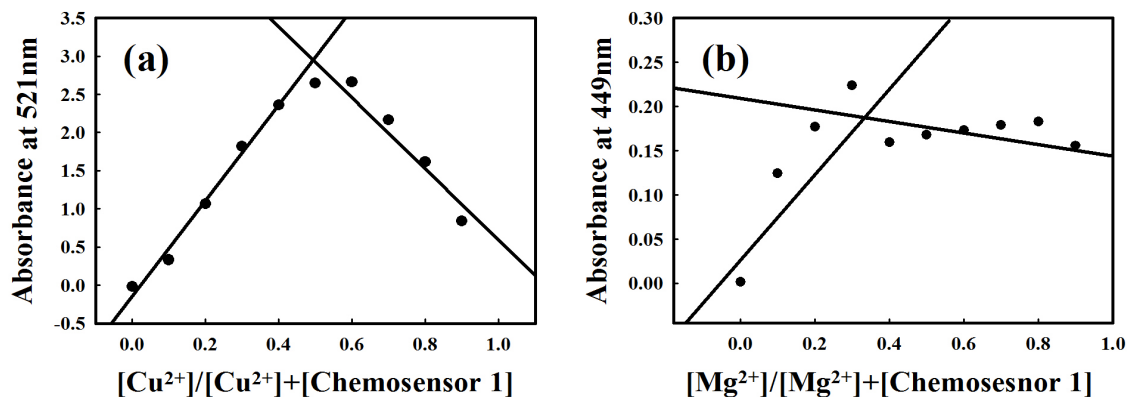 (a)
Absorbance at 521nm
3.5
3.0
2.5
2.0
1.5
1.0
0.5
0.0
-0.5
0.0 0.2 0.4 0.6 0.8 1.0
[Cu²⁺]/[Cu²⁺]+[Chemosensor 1]
(b)
Absorbance at 449nm
0.30
0.25
0.20
0.15
0.10
0.05
0.00
0.0 0.2 0.4 0.6 0.8 1.0
[Mg²⁺]/[Mg²⁺]+[Chemosesnor 1]